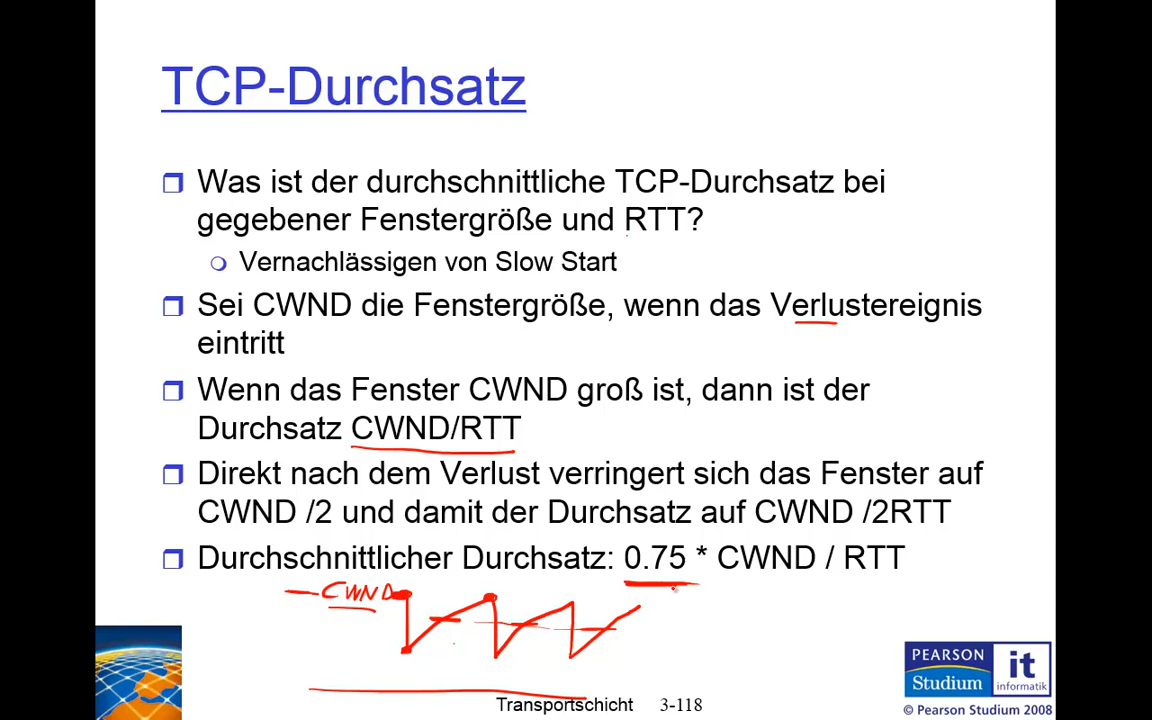 TCP-Durchsatz
Was ist der durchschnittliche TCP-Durchsatz bei
gegebener Fenstergröße und RTT?
Vernachlässigen von Slow Start
Sei CWND die Fenstergröße, wenn das Verlustereignis
eintritt
Wenn das Fenster CWND groß ist, dann ist der
Durchsatz CWND/RTT
Direkt nach dem Verlust verringert sich das Fenster auf
CWND /2 und damit der Durchsatz auf CWND /2RTT
Durchschnittlicher Durchsatz: 0.75 * CWND / RTT
CWND
PEARSON
Studium
it
informatik
Transportschicht 3-118
© Pearson Studium 2008